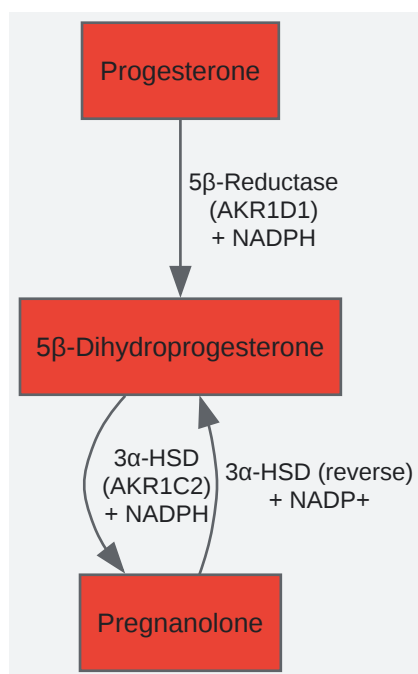 Progesterone
5β-Reductase
(AKR1D1)
+ NADPH
5β-Dihydroprogesterone
3α-HSD
(AKR1C2)
+ NADPH
3α-HSD (reverse)
+ NADP+
Pregnanolone